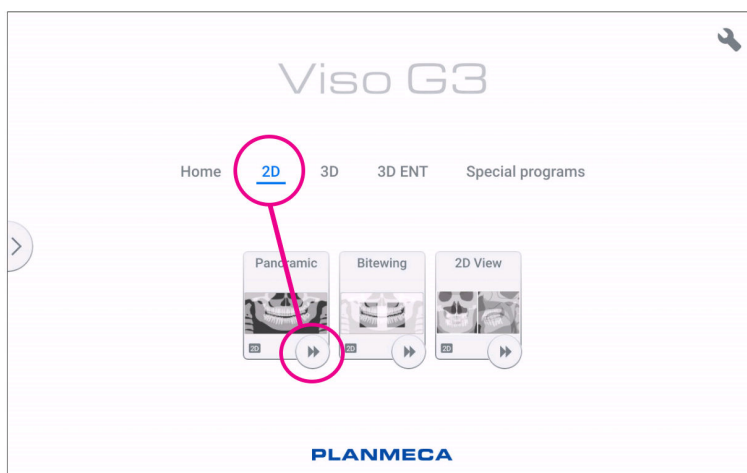 Viso G3
Home 2D 3D 3D ENT Special programs
Panoramic Bitewing 2D View
2D 2D 2D
PLANMECA